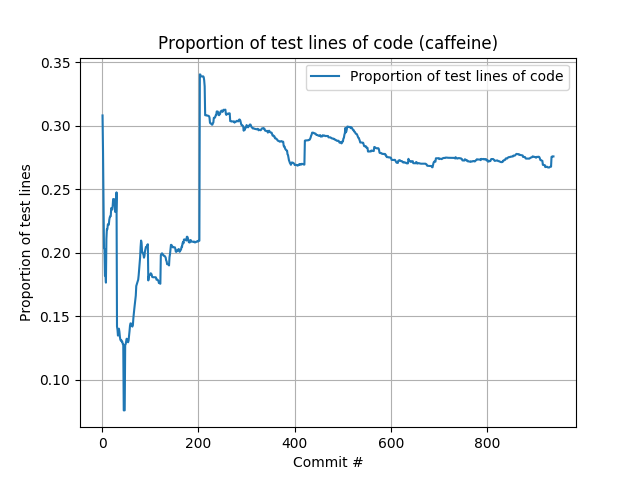 Proportion of test lines of code (caffeine)
Proportion of test lines of code
Proportion of test lines
0.35
0.30
0.25
0.20
0.15
0.10
0 200 400 600 800
Commit #